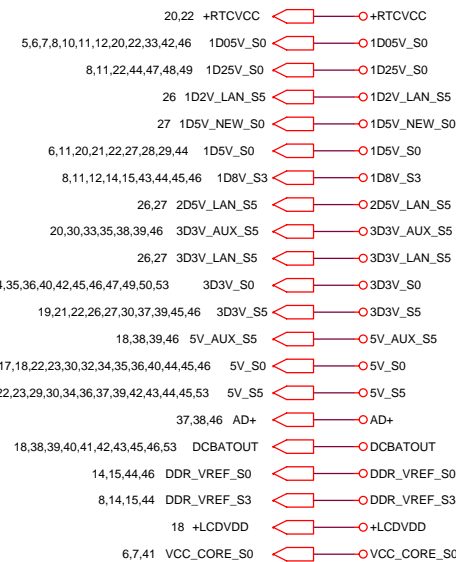 20,22 +RTCVCC +RTCVCC
5,6,7,8,10,11,12,20,22,33,42,46 1D05V_S0 1D05V_S0
8,11,22,44,47,48,49 1D25V_S0 1D25V_S0
26 1D2V_LAN_S5 1D2V_LAN_S5
27 1D5V_NEW_S0 1D5V_NEW_S0
6,11,20,21,22,27,28,29,44 1D5V_S0 1D5V_S0
8,11,12,14,15,43,44,45,46 1D8V_S3 1D8V_S3
26,27 2D5V_LAN_S5 2D5V_LAN_S5
20,30,33,35,38,39,46 3D3V_AUX_S5 3D3V_AUX_S5
26,27 3D3V_LAN_S5 3D3V_LAN_S5
,35,36,40,42,45,46,47,49,50,53 3D3V_S0 3D3V_S0
19,21,22,26,27,30,37,39,45,46 3D3V_S5 3D3V_S5
18,38,39,46 5V_AUX_S5 5V_AUX_S5
17,18,22,23,30,32,34,35,36,40,44,45,46 5V_S0 5V_S0
22,23,29,30,34,36,37,39,42,43,44,45,53 5V_S5 5V_S5
37,38,46 AD+ AD+
18,38,39,40,41,42,43,45,46,53 DCBATOUT DCBATOUT
14,15,44,46 DDR_VREF_S0 DDR_VREF_S0
8,14,15,44 DDR_VREF_S3 DDR_VREF_S3
18 +LCDVDD +LCDVDD
6,7,41 VCC_CORE_S0 VCC_CORE_S0